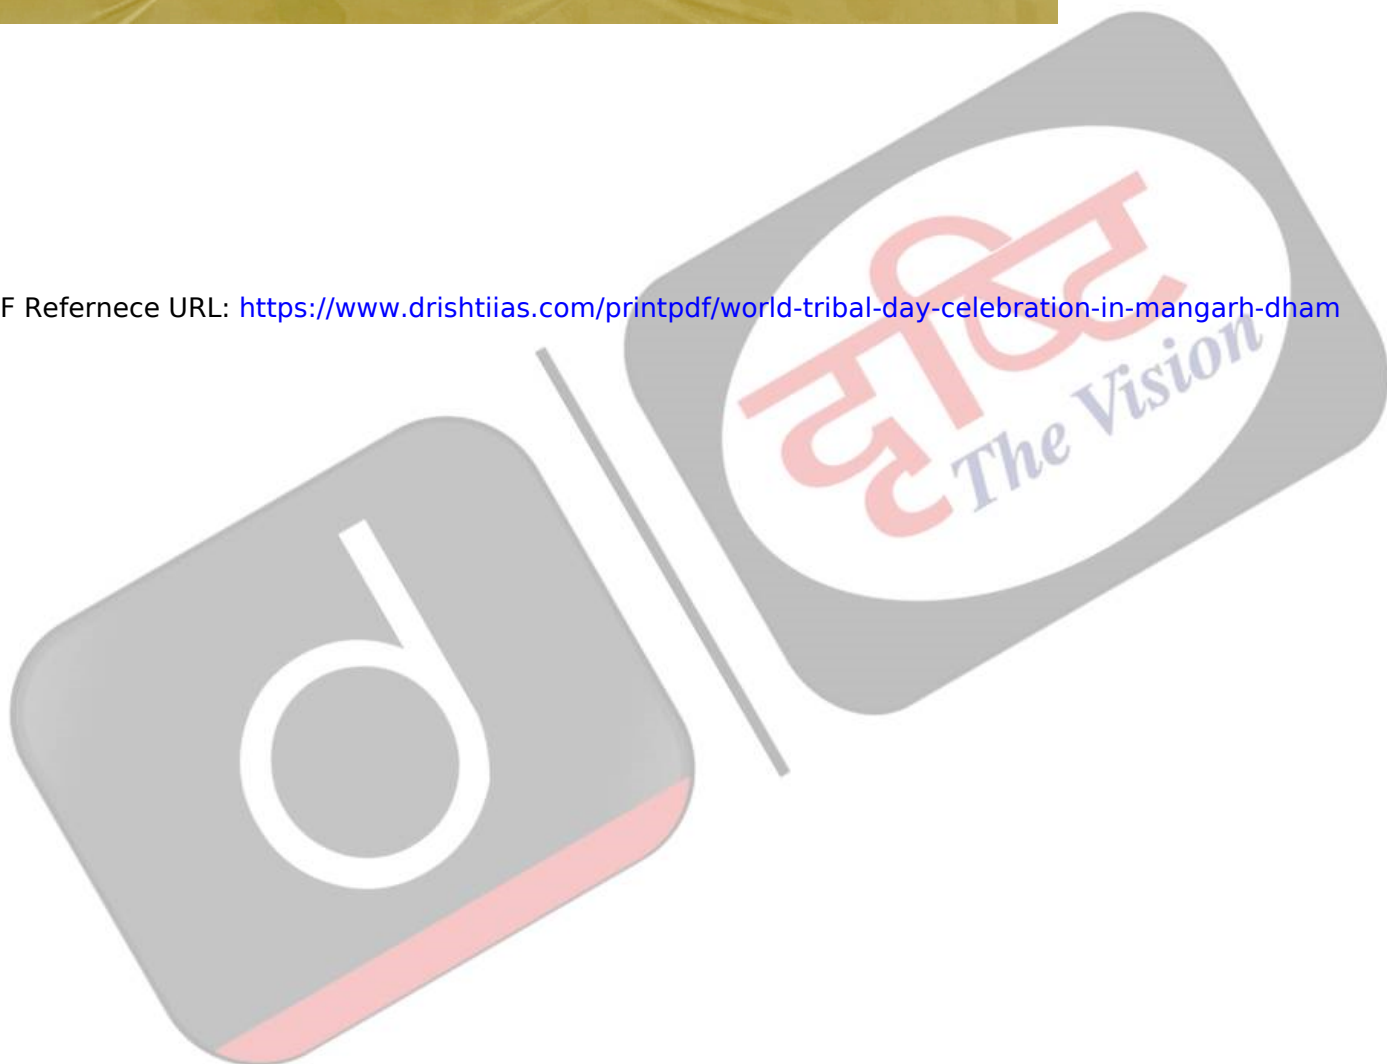 F Refernece URL: https://www.drishtiias.com/printpdf/world-tribal-day-celebration-in-mangarh-dham
दृष्टि
The Vision
d